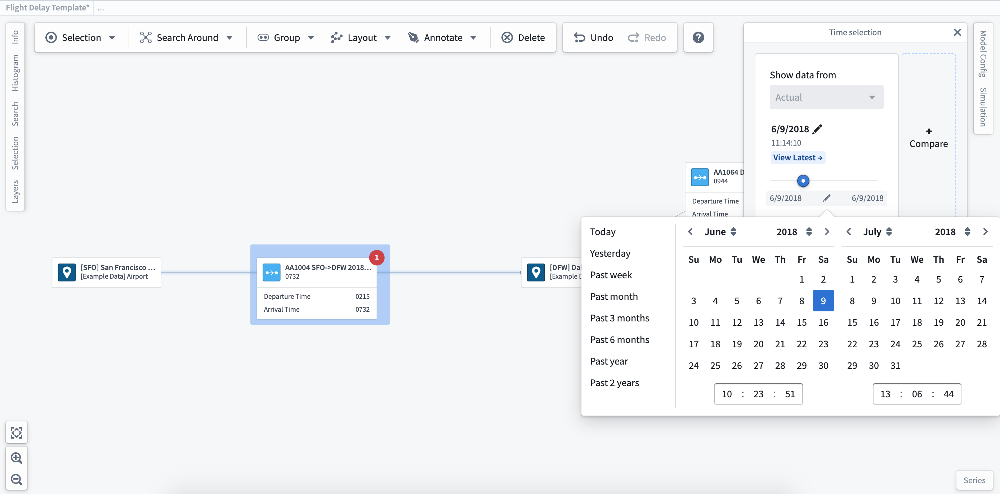 Flight Delay Template* ...
Info
Histogram
Search
Selection
Layers
Selection
Search Around
Group
Layout
Annotate
Delete
Undo
Redo
?
Time selection
Show data from
Actual
6/9/2018
11:14:10
View Latest →
6/9/2018 6/9/2018
+
Compare
Model Config
Simulation
AA1064 D
0944
Departure Time
Arrival Time
[SFO] San Francisco ...
[Example Data] Airport
1
AA1004 SFO->DFW 2018...
0732
Departure Time 0215
Arrival Time 0732
[DFW] Dal
[Example D
Today
Yesterday
Past week
Past month
Past 3 months
Past 6 months
Past year
Past 2 years
June 2018
Su Mo Tu We Th Fr Sa
1 2
3 4 5 6 7 8 9
10 11 12 13 14 15 16
17 18 19 20 21 22 23
24 25 26 27 28 29 30
10 : 23 : 51
July 2018
Su Mo Tu We Th Fr Sa
1 2 3 4 5 6 7
8 9 10 11 12 13 14
15 16 17 18 19 20 21
22 23 24 25 26 27 28
29 30 31
13 : 06 : 44
Series